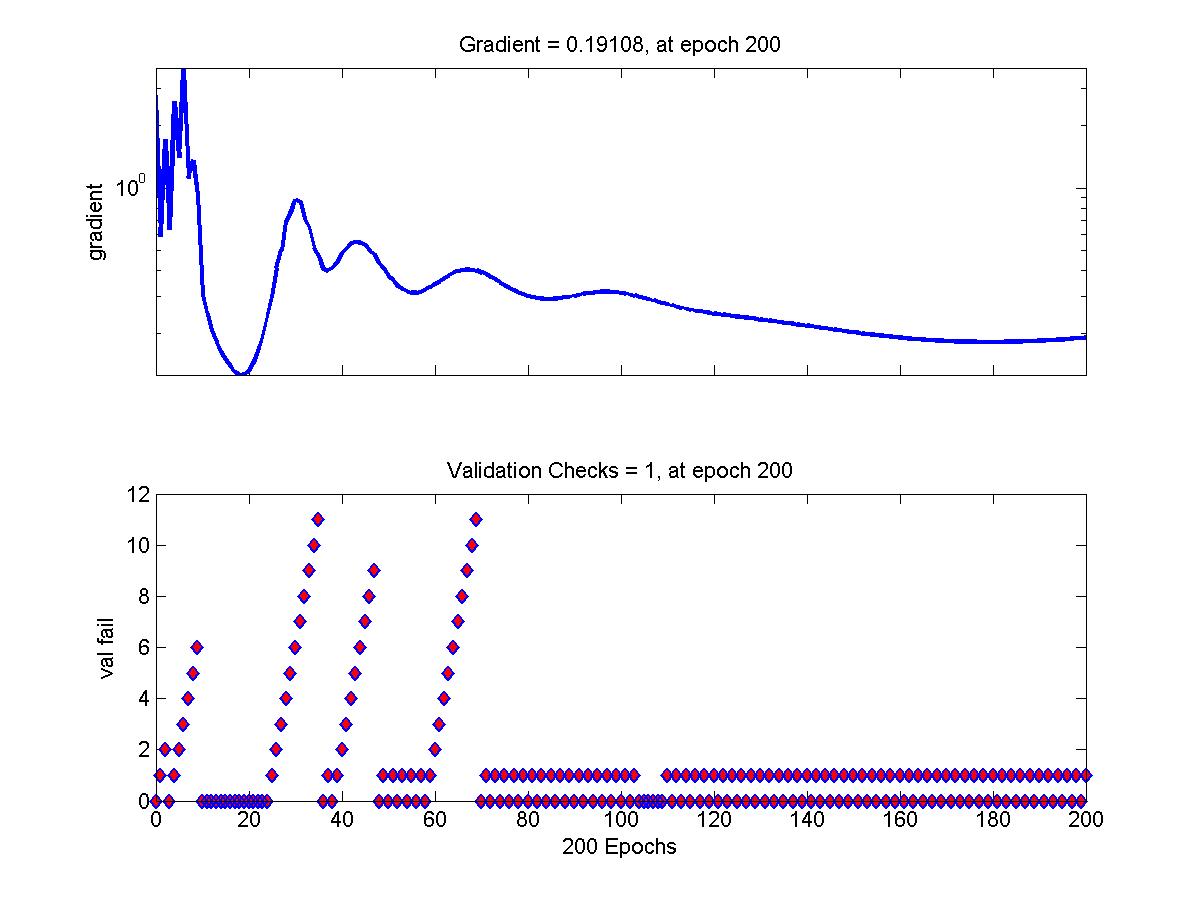 Gradient = 0.19108, at epoch 200
10^0
gradient
Validation Checks = 1, at epoch 200
12
10
8
6
4
2
0
val fail
0 20 40 60 80 100 120 140 160 180 200
200 Epochs